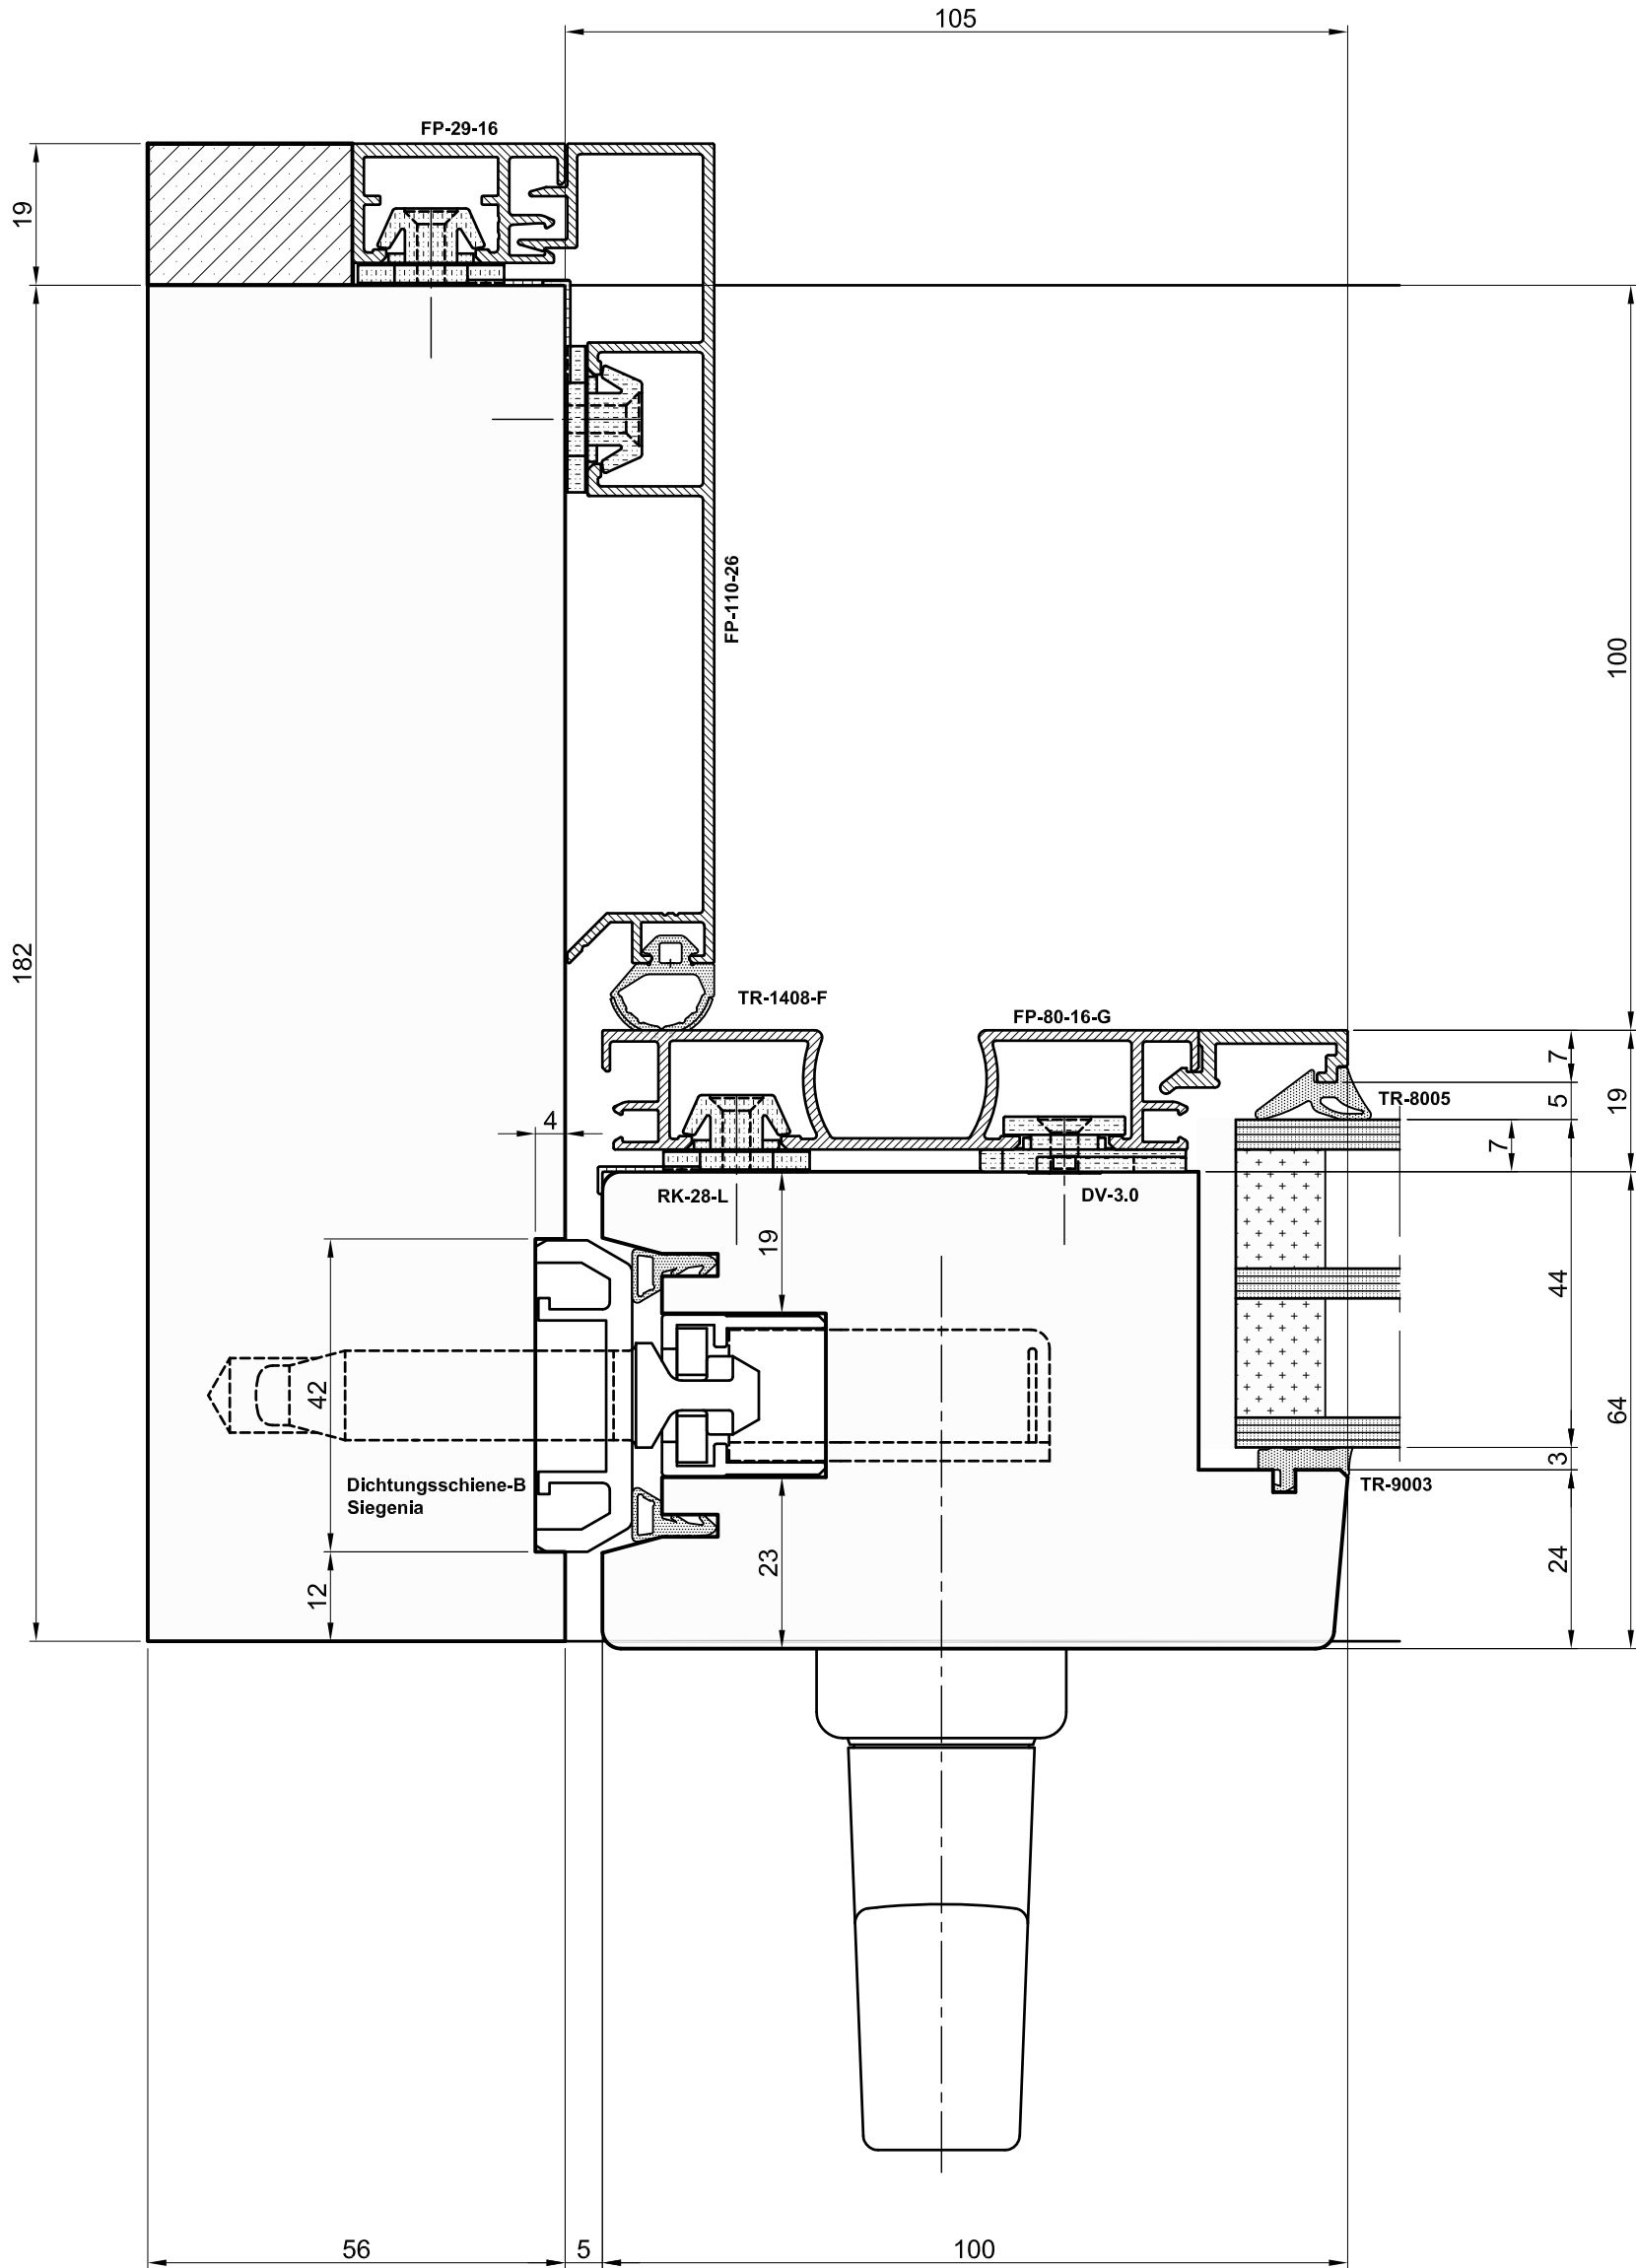 105
FP-29-16
19
FP-110-26
100
182
TR-1408-F
FP-80-16-G
7
TR-8005
5
19
4
7
RK-28-L
DV-3.0
19
44
42
64
3
Dichtungsschiene-B
Siegenia
TR-9003
23
24
12
56
5
100